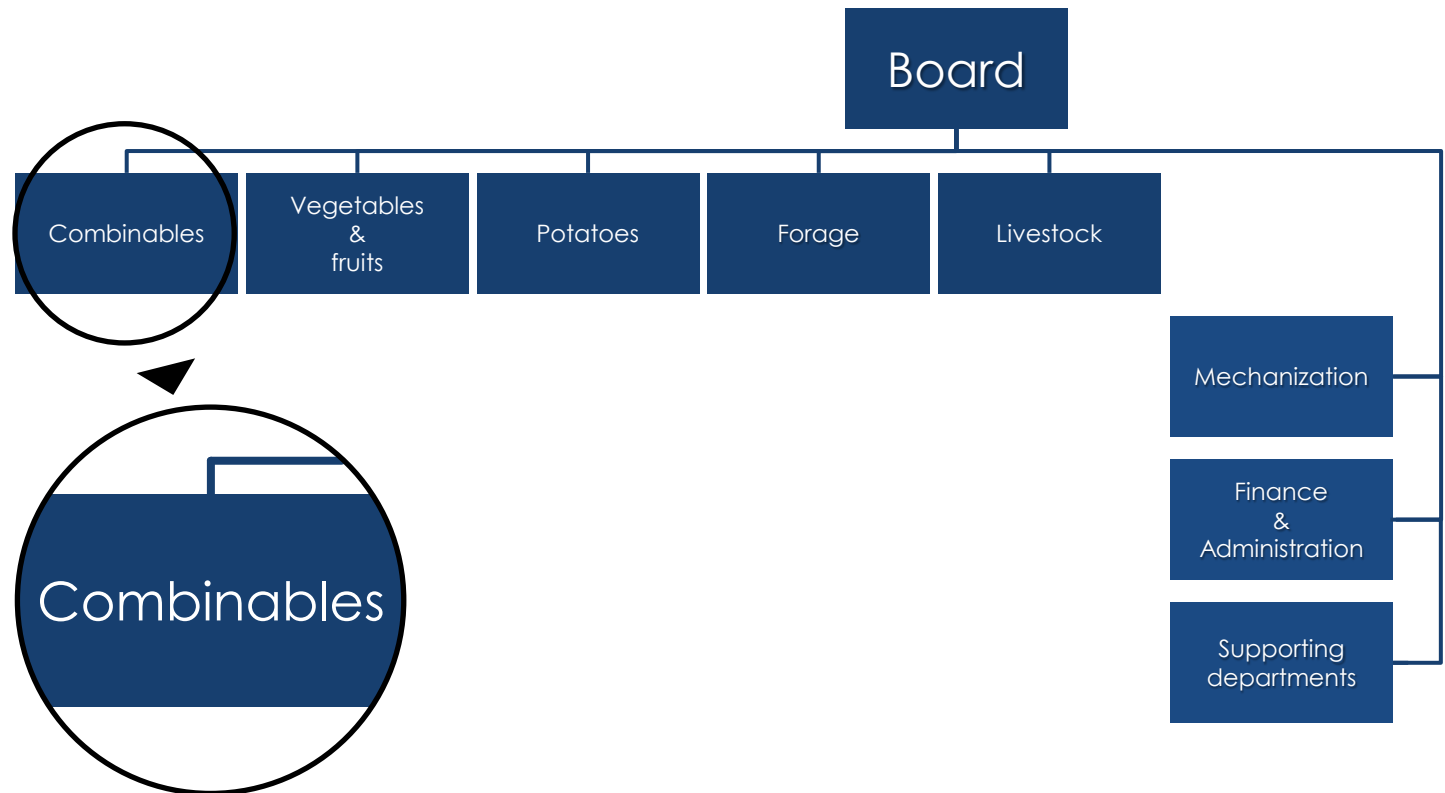 Board
Combinables
Vegetables
&
fruits
Potatoes
Forage
Livestock
Mechanization
Finance
&
Administration
Supporting
departments
Combinables